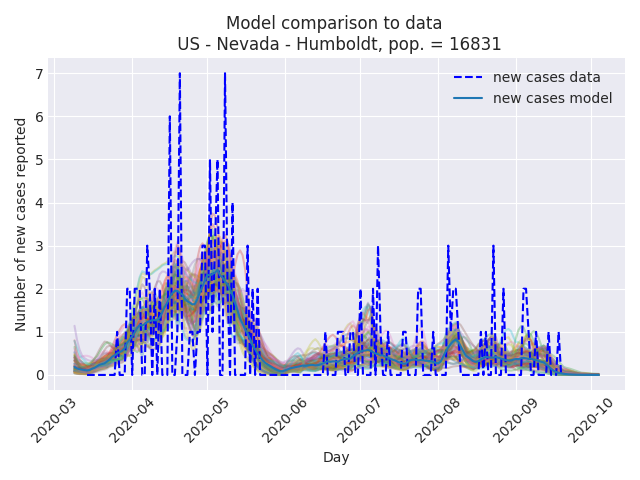 Model comparison to data
US - Nevada - Humboldt, pop. = 16831
new cases data
new cases model
Number of new cases reported
7
6
5
4
3
2
1
0
2020-03
2020-04
2020-05
2020-06
2020-07
2020-08
2020-09
2020-10
Day